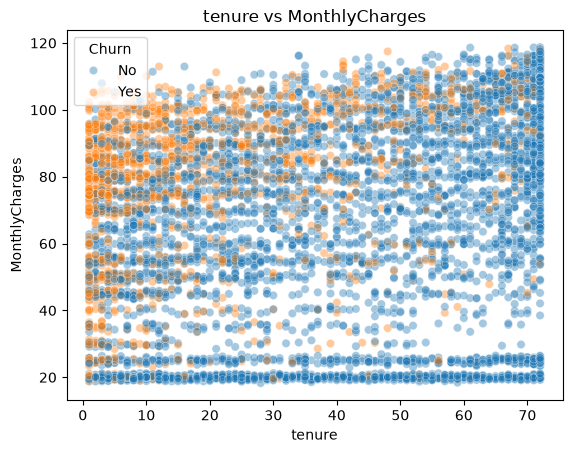 tenure vs MonthlyCharges
Churn
No
Yes
MonthlyCharges
120
100
80
60
40
20
0 10 20 30 40 50 60 70
tenure